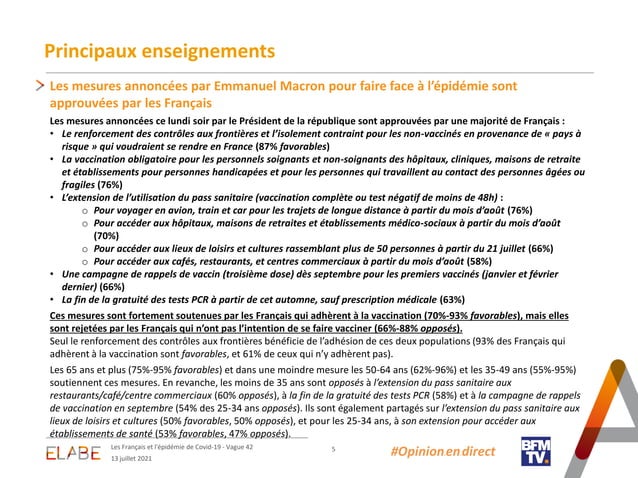 Principaux enseignements
Les mesures annoncées par Emmanuel Macron pour faire face à l'épidémie sont
approuvées par les Français
Les mesures annoncées ce lundi soir par le Président de la république sont approuvées par une majorité de Français :
• Le renforcement des contrôles aux frontières et l'isolement contraint pour les non-vaccinés en provenance de « pays à
risque » qui voudraient se rendre en France (87% favorables)
• La vaccination obligatoire pour les personnels soignants et non-soignants des hôpitaux, cliniques, maisons de retraite
et établissements pour personnes handicapées et pour les personnes qui travaillent au contact des personnes âgées ou
fragiles (76%)
• L'extension de l'utilisation du pass sanitaire (vaccination complète ou test négatif de moins de 48h) :
o Pour voyager en avion, train et car pour les trajets de longue distance à partir du mois d'août (76%)
o Pour accéder aux hôpitaux, maisons de retraites et établissements médico-sociaux à partir du mois d'août
(70%)
o Pour accéder aux lieux de loisirs et cultures rassemblant plus de 50 personnes à partir du 21 juillet (66%)
o Pour accéder aux cafés, restaurants, et centres commerciaux à partir du mois d'août (58%)
• Une campagne de rappels de vaccin (troisième dose) dès septembre pour les premiers vaccinés (janvier et février
dernier) (66%)
• La fin de la gratuité des tests PCR à partir de cet automne, sauf prescription médicale (63%)
Ces mesures sont fortement soutenues par les Français qui adhèrent à la vaccination (70%-93% favorables), mais elles
sont rejetées par les Français qui n'ont pas l'intention de se faire vacciner (66%-88% opposés).
Seul le renforcement des contrôles aux frontières bénéficie de l'adhésion de ces deux populations (93% des Français qui
adhèrent à la vaccination sont favorables, et 61% de ceux qui n'y adhèrent pas).
Les 65 ans et plus (75%-95% favorables) et dans une moindre mesure les 50-64 ans (62%-96%) et les 35-49 ans (55%-95%)
soutiennent ces mesures. En revanche, les moins de 35 ans sont opposés à l'extension du pass sanitaire aux
restaurants/café/centre commerciaux (60% opposés), à la fin de la gratuité des tests PCR (58%) et à la campagne de rappels
de vaccination en septembre (54% des 25-34 ans opposés). Ils sont également partagés sur l'extension du pass sanitaire aux
lieux de loisirs et cultures (50% favorables, 50% opposés), et pour les 25-34 ans, à son extension pour accéder aux
établissements de santé (53% favorables, 47% opposés).
ELABE
Les Français et l'épidémie de Covid-19 - Vague 42
13 juillet 2021
5
#Opinionendirect
BFM
TV.